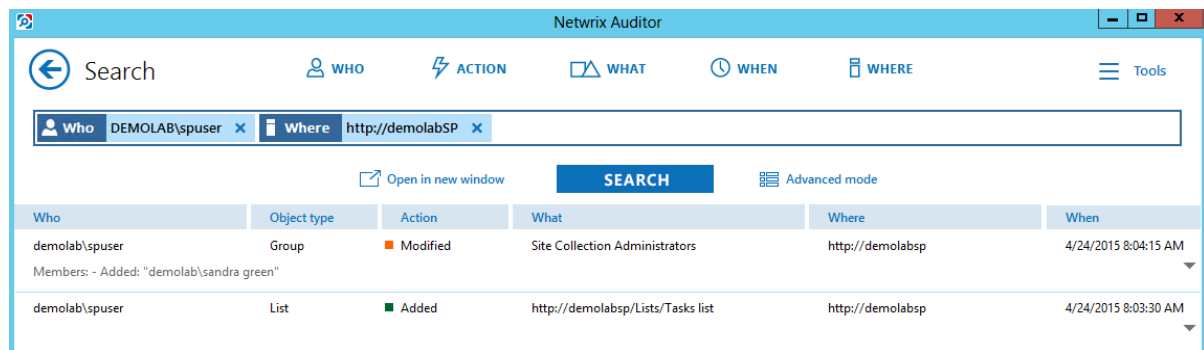 Netwrix Auditor
Search WHO ACTION WHAT WHEN WHERE Tools
Who DEMOLAB\spuser Where http://demolabSP
Open in new window SEARCH Advanced mode
Who Object type Action What Where When
demolab\spuser Group Modified Site Collection Administrators http://demolabsp 4/24/2015 8:04:15 AM
Members: - Added: "demolab\sandra green"
demolab\spuser List Added http://demolabsp/Lists/Tasks list http://demolabsp 4/24/2015 8:03:30 AM